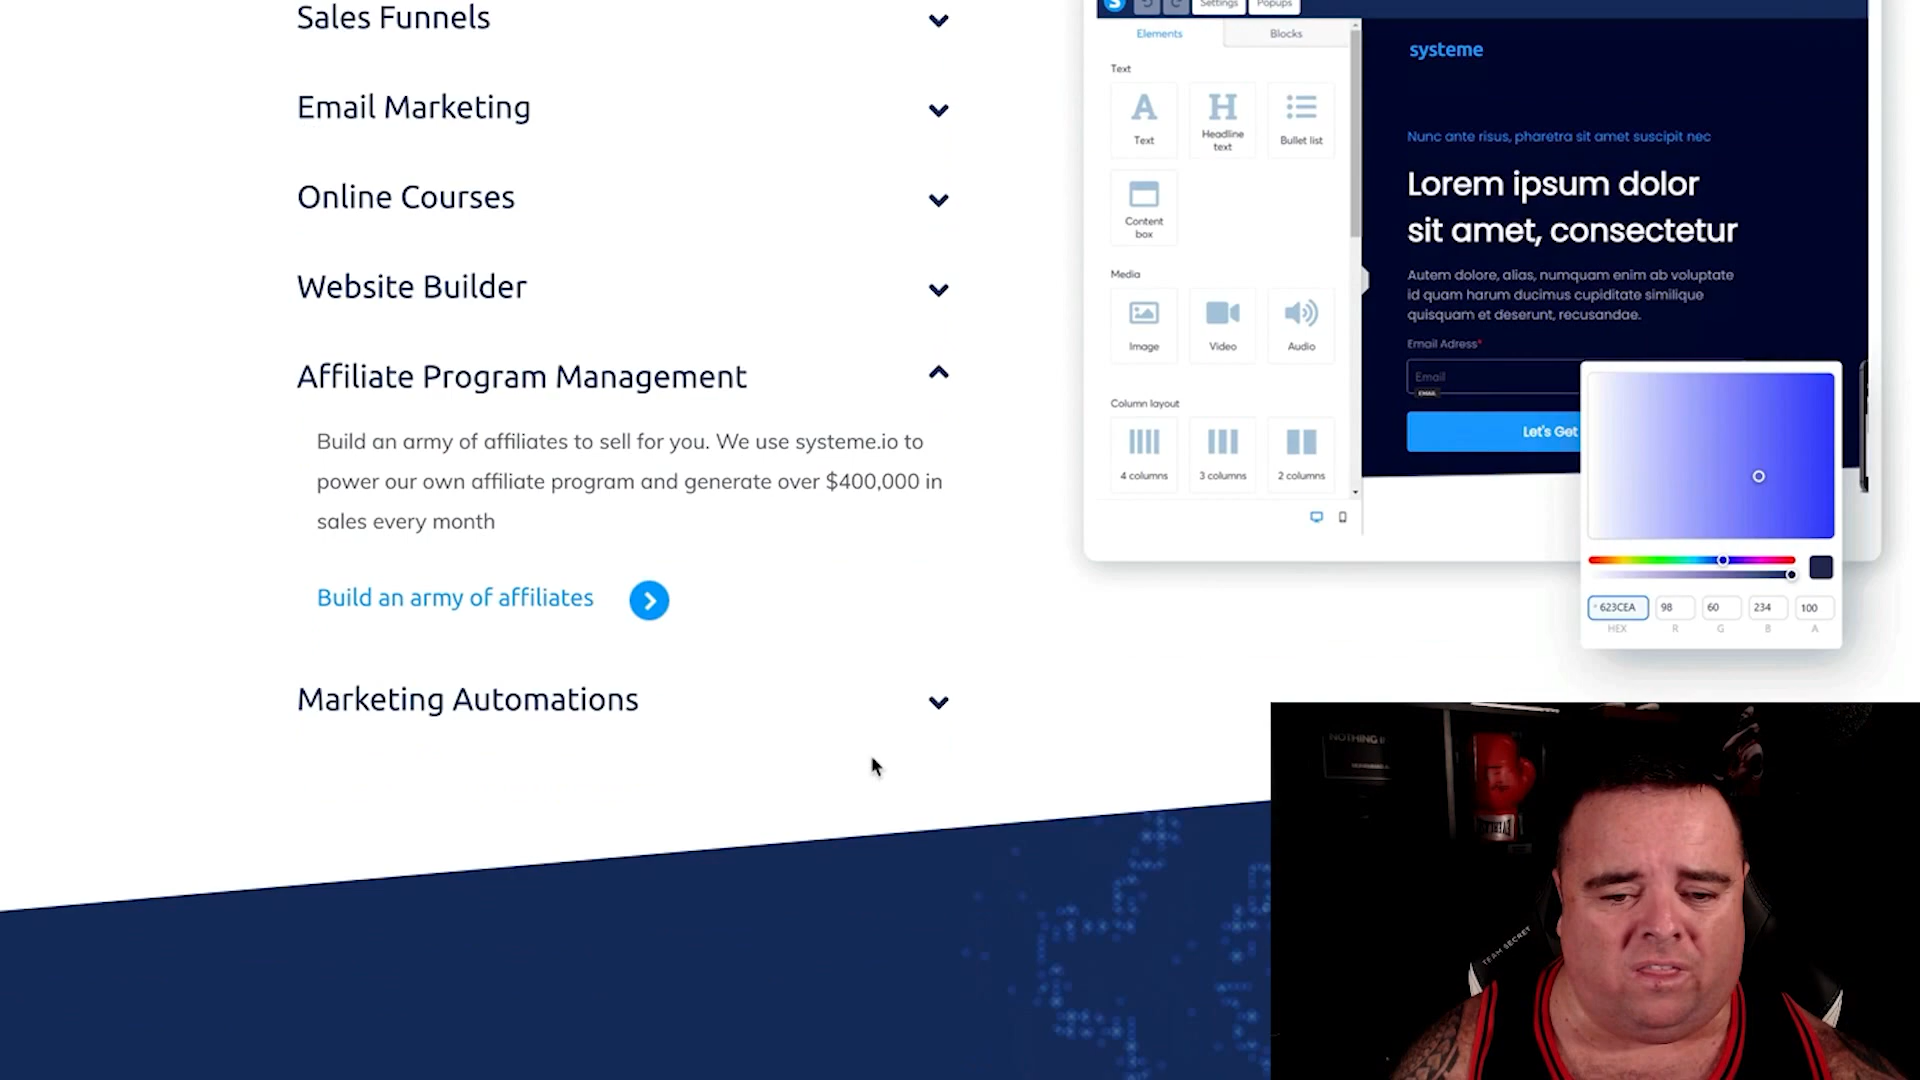 Sales Funnels
Email Marketing
Online Courses
Website Builder
Affiliate Program Management
Build an army of affiliates to sell for you. We use systeme.io to
power our own affiliate program and generate over $400,000 in
sales every month
Build an army of affiliates
Marketing Automations
Settings
Popups
Elements
Blocks
Text
Text
Headline
text
Bullet list
Content
box
Media
Image
Video
Audio
Column layout
4 columns
3 columns
2 columns
systeme
Nunc ante risus, pharetra sit amet suscipit nec
Lorem ipsum dolor
sit amet, consectetur
Autem dolore, alias, numquam enim ab voluptate
id quam harum ducimus cupiditate similique
quisquam et deserunt, recusandae.
Email Adress*
Email
EMAIL
Let's Get
623CEA 98 60 234 100
HEX R G B A
NOTHING
EVERLAST
TEAM SECRET